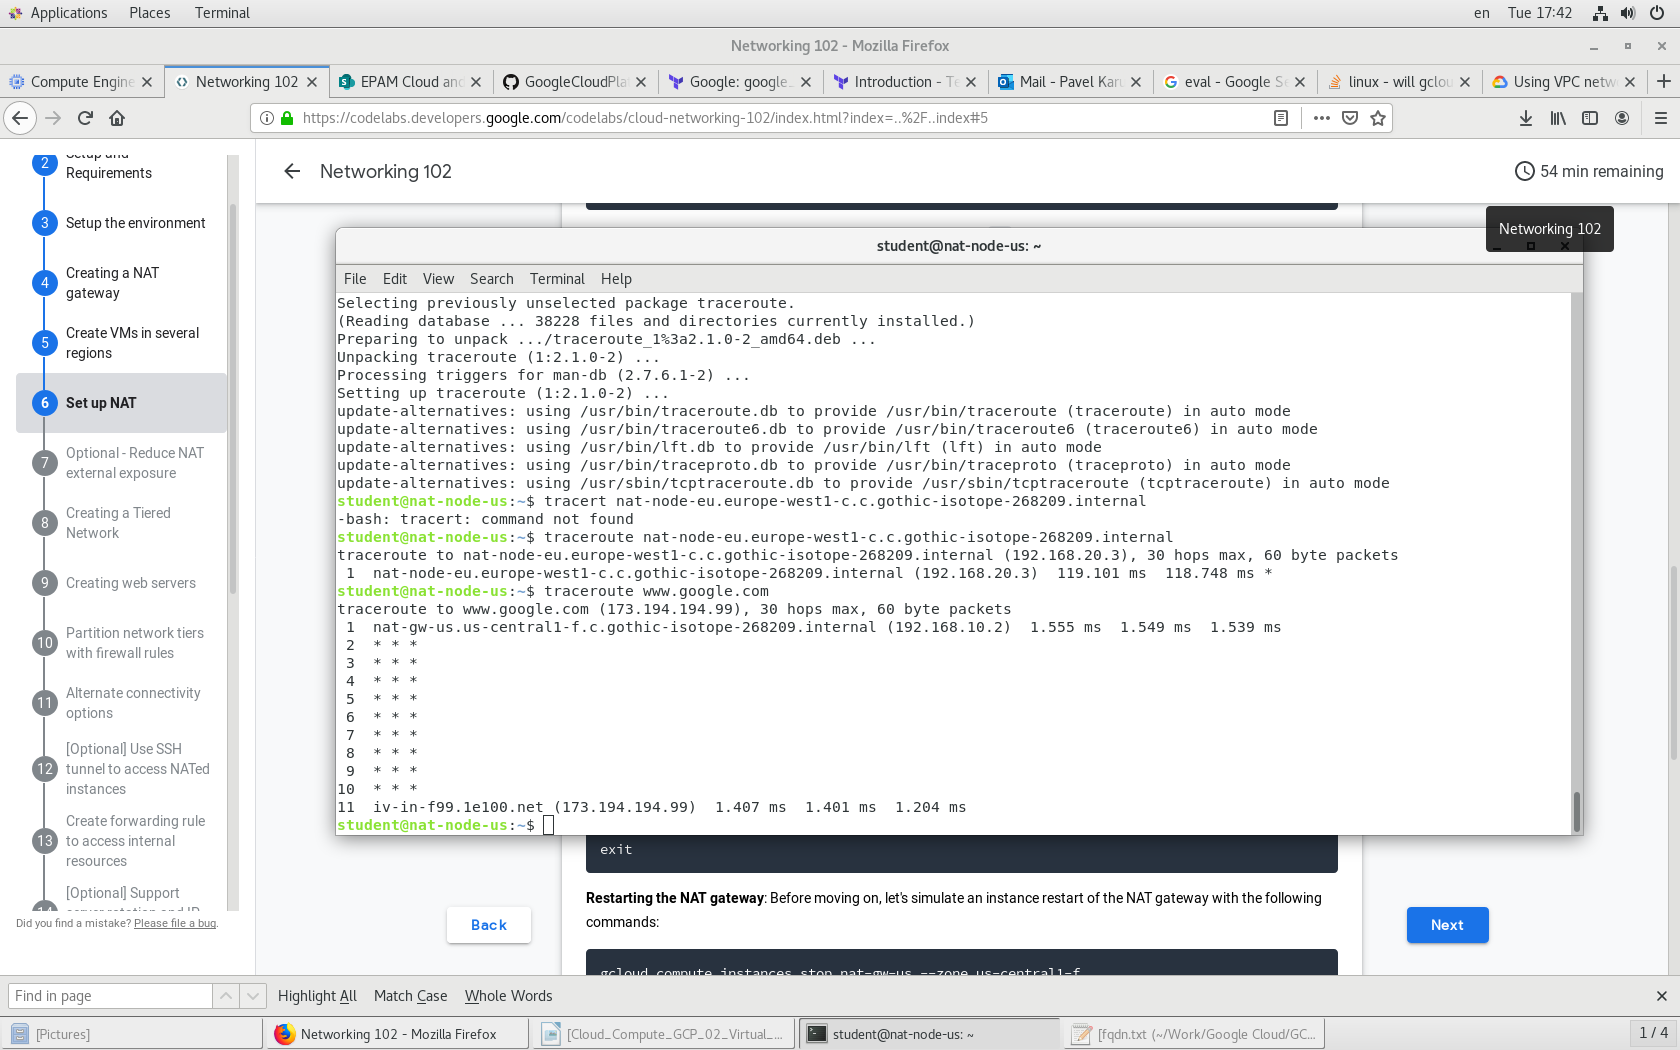 Applications Places Terminal en Tue 17:42
Networking 102 - Mozilla Firefox
Compute Engine Networking 102 EPAM Cloud and GoogleCloudPlat Google: google_ Introduction - Te Mail - Pavel Karu eval - Google Se linux - will gclou Using VPC netw
https://codelabs.developers.google.com/codelabs/cloud-networking-102/index.html?index=..%2F..index#5
Networking 102
54 min remaining
Networking 102
2 Setup and
Requirements
3 Setup the environment
4 Creating a NAT
gateway
5 Create VMs in several
regions
6 Set up NAT
7 Optional - Reduce NAT
external exposure
8 Creating a Tiered
Network
9 Creating web servers
10 Partition network tiers
with firewall rules
11 Alternate connectivity
options
12 [Optional] Use SSH
tunnel to access NATed
instances
13 Create forwarding rule
to access internal
resources
14 [Optional] Support
Did you find a mistake? Please file a bug.
student@nat-node-us: ~
File Edit View Search Terminal Help
Selecting previously unselected package traceroute.
(Reading database ... 38228 files and directories currently installed.)
Preparing to unpack .../traceroute_1%3a2.1.0-2_amd64.deb ...
Unpacking traceroute (1:2.1.0-2) ...
Processing triggers for man-db (2.7.6.1-2) ...
Setting up traceroute (1:2.1.0-2) ...
update-alternatives: using /usr/bin/traceroute.db to provide /usr/bin/traceroute (traceroute) in auto mode
update-alternatives: using /usr/bin/traceroute6.db to provide /usr/bin/traceroute6 (traceroute6) in auto mode
update-alternatives: using /usr/bin/lft.db to provide /usr/bin/lft (lft) in auto mode
update-alternatives: using /usr/bin/traceproto.db to provide /usr/bin/traceproto (traceproto) in auto mode
update-alternatives: using /usr/sbin/tcptraceroute.db to provide /usr/sbin/tcptraceroute (tcptraceroute) in auto mode
student@nat-node-us:~$ tracert nat-node-eu.europe-west1-c.c.gothic-isotope-268209.internal
-bash: tracert: command not found
student@nat-node-us:~$ traceroute nat-node-eu.europe-west1-c.c.gothic-isotope-268209.internal
traceroute to nat-node-eu.europe-west1-c.c.gothic-isotope-268209.internal (192.168.20.3), 30 hops max, 60 byte packets
1 nat-node-eu.europe-west1-c.c.gothic-isotope-268209.internal (192.168.20.3) 119.101 ms 118.748 ms *
student@nat-node-us:~$ traceroute www.google.com
traceroute to www.google.com (173.194.194.99), 30 hops max, 60 byte packets
1 nat-gw-us.us-central1-f.c.gothic-isotope-268209.internal (192.168.10.2) 1.555 ms 1.549 ms 1.539 ms
2 * * *
3 * * *
4 * * *
5 * * *
6 * * *
7 * * *
8 * * *
9 * * *
10 * * *
11 iv-in-f99.1e100.net (173.194.194.99) 1.407 ms 1.401 ms 1.204 ms
student@nat-node-us:~$
exit
Restarting the NAT gateway: Before moving on, let's simulate an instance restart of the NAT gateway with the following
commands:
Back Next
gcloud compute instances stop nat-gw-us --zone us-central1-f
Find in page Highlight All Match Case Whole Words
[Pictures] Networking 102 - Mozilla Firefox [Cloud_Compute_GCP_02_Virtual_... student@nat-node-us: ~ [fqdn.txt (~/Work/Google Cloud/GC... 1 / 4